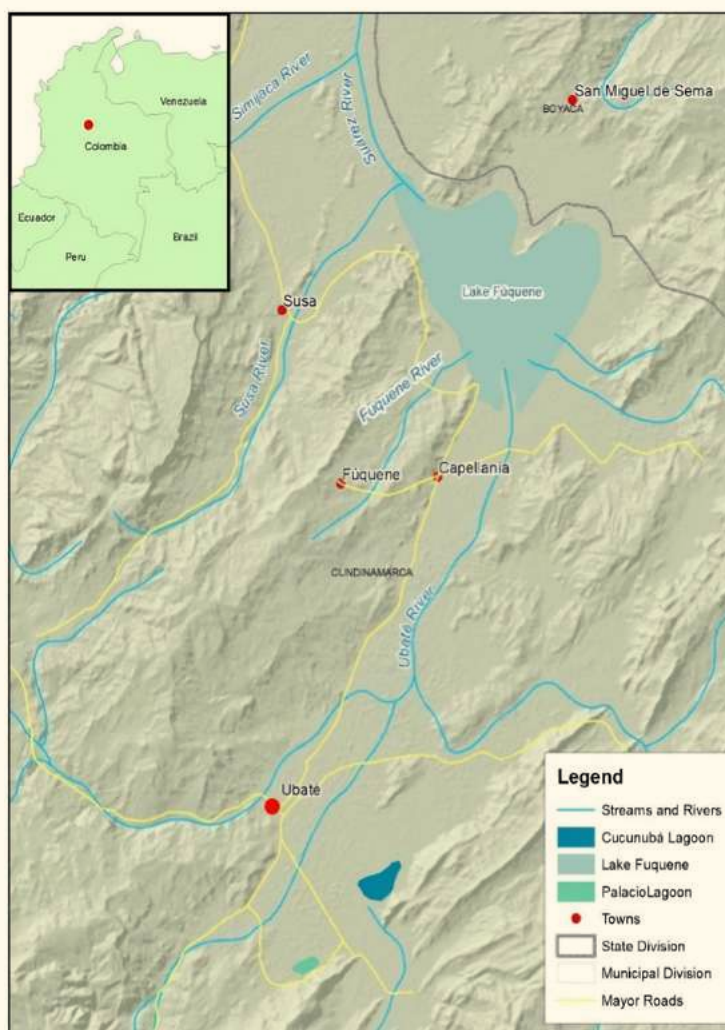 Venezuela
Colombia
Ecuador
Peru
Brazil
Simijaca River
Suárez River
San Miguel de Sema
BOYACA
Lake Fúquene
Susa
Susa River
Fúquene River
Fúquene
Capellania
CUNDINAMARCA
Ubaté River
Ubaté
Legend
Streams and Rivers
Cucunubá Lagoon
Lake Fuquene
PalacioLagoon
Towns
State Division
Municipal Division
Mayor Roads